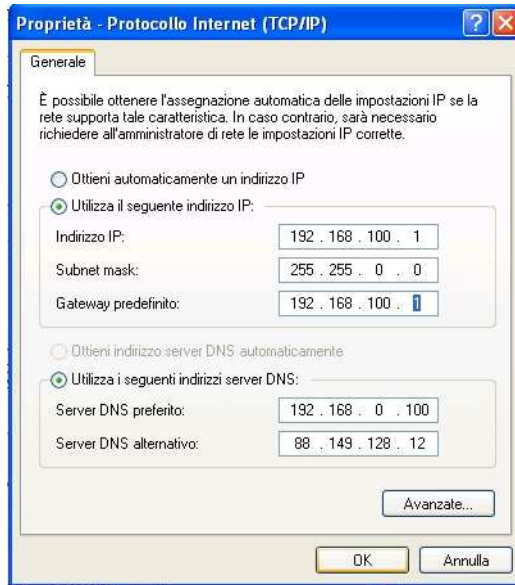 Proprietà - Protocollo Internet (TCP/IP)
Generale
È possibile ottenere l'assegnazione automatica delle impostazioni IP se la
rete supporta tale caratteristica. In caso contrario, sarà necessario
richiedere all'amministratore di rete le impostazioni IP corrette.
Ottieni automaticamente un indirizzo IP
Utilizza il seguente indirizzo IP:
Indirizzo IP: 192 . 168 . 100 . 1
Subnet mask: 255 . 255 . 0 . 0
Gateway predefinito: 192 . 168 . 100 . 1
Ottieni indirizzo server DNS automaticamente
Utilizza i seguenti indirizzi server DNS:
Server DNS preferito: 192 . 168 . 0 . 100
Server DNS alternativo: 88 . 149 . 128 . 12
Avanzate...
OK Annulla